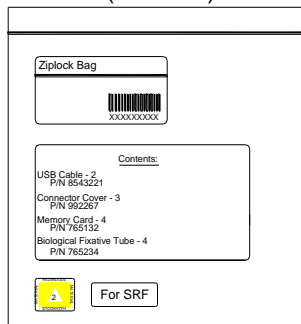 Ziplock Bag
XXXXXXXXX
Contents:
USB Cable - 2
P/N 8543221
Connector Cover - 3
P/N 992267
Memory Card - 4
P/N 765132
Biological Fixative Tube - 4
P/N 765234
2
For SRF